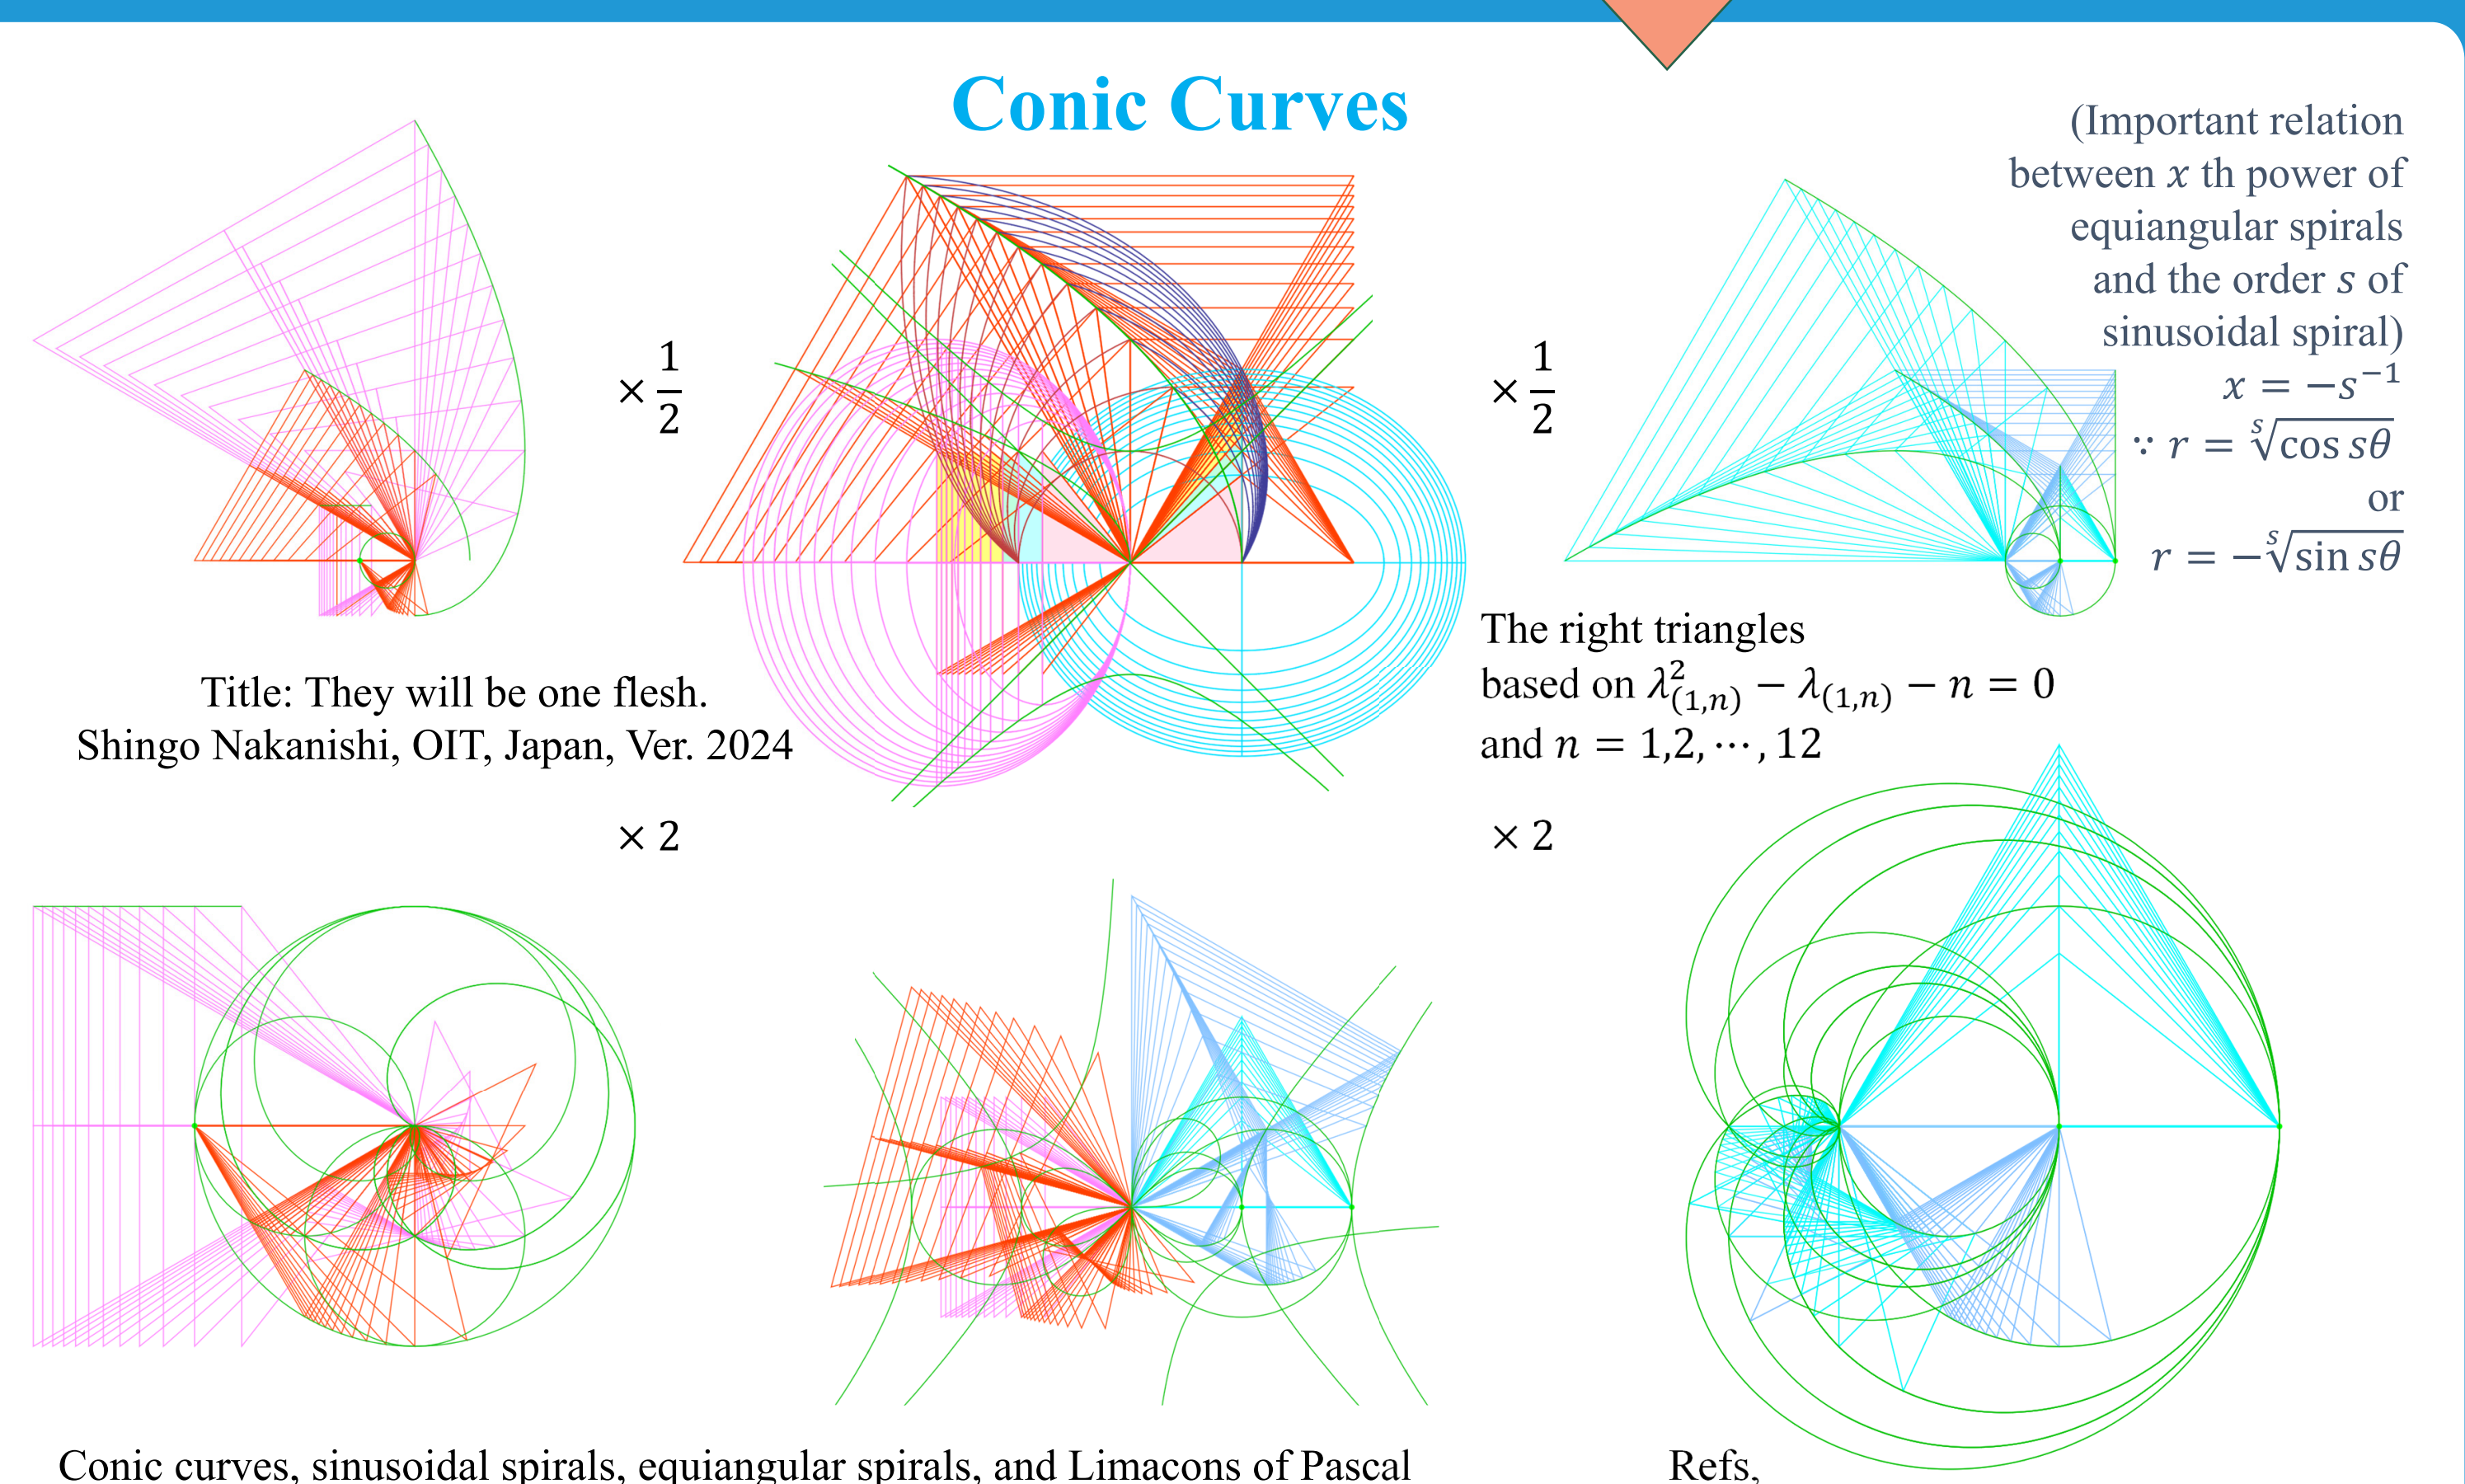 Conic Curves
(Important relation
between x th power of
equiangular spirals
and the order s of
sinusoidal spiral)
x = −s⁻¹
∵ r = ˢ√(cos sθ)
or
r = −ˢ√(sin sθ)
× 1/2
× 1/2
The right triangles
based on λ²₍₁,ₙ₎ − λ₍₁,ₙ₎ − n = 0
and n = 1,2, ⋯ , 12
Title: They will be one flesh.
Shingo Nakanishi, OIT, Japan, Ver. 2024
× 2
× 2
Conic curves, sinusoidal spirals, equiangular spirals, and Limacons of Pascal
Refs,